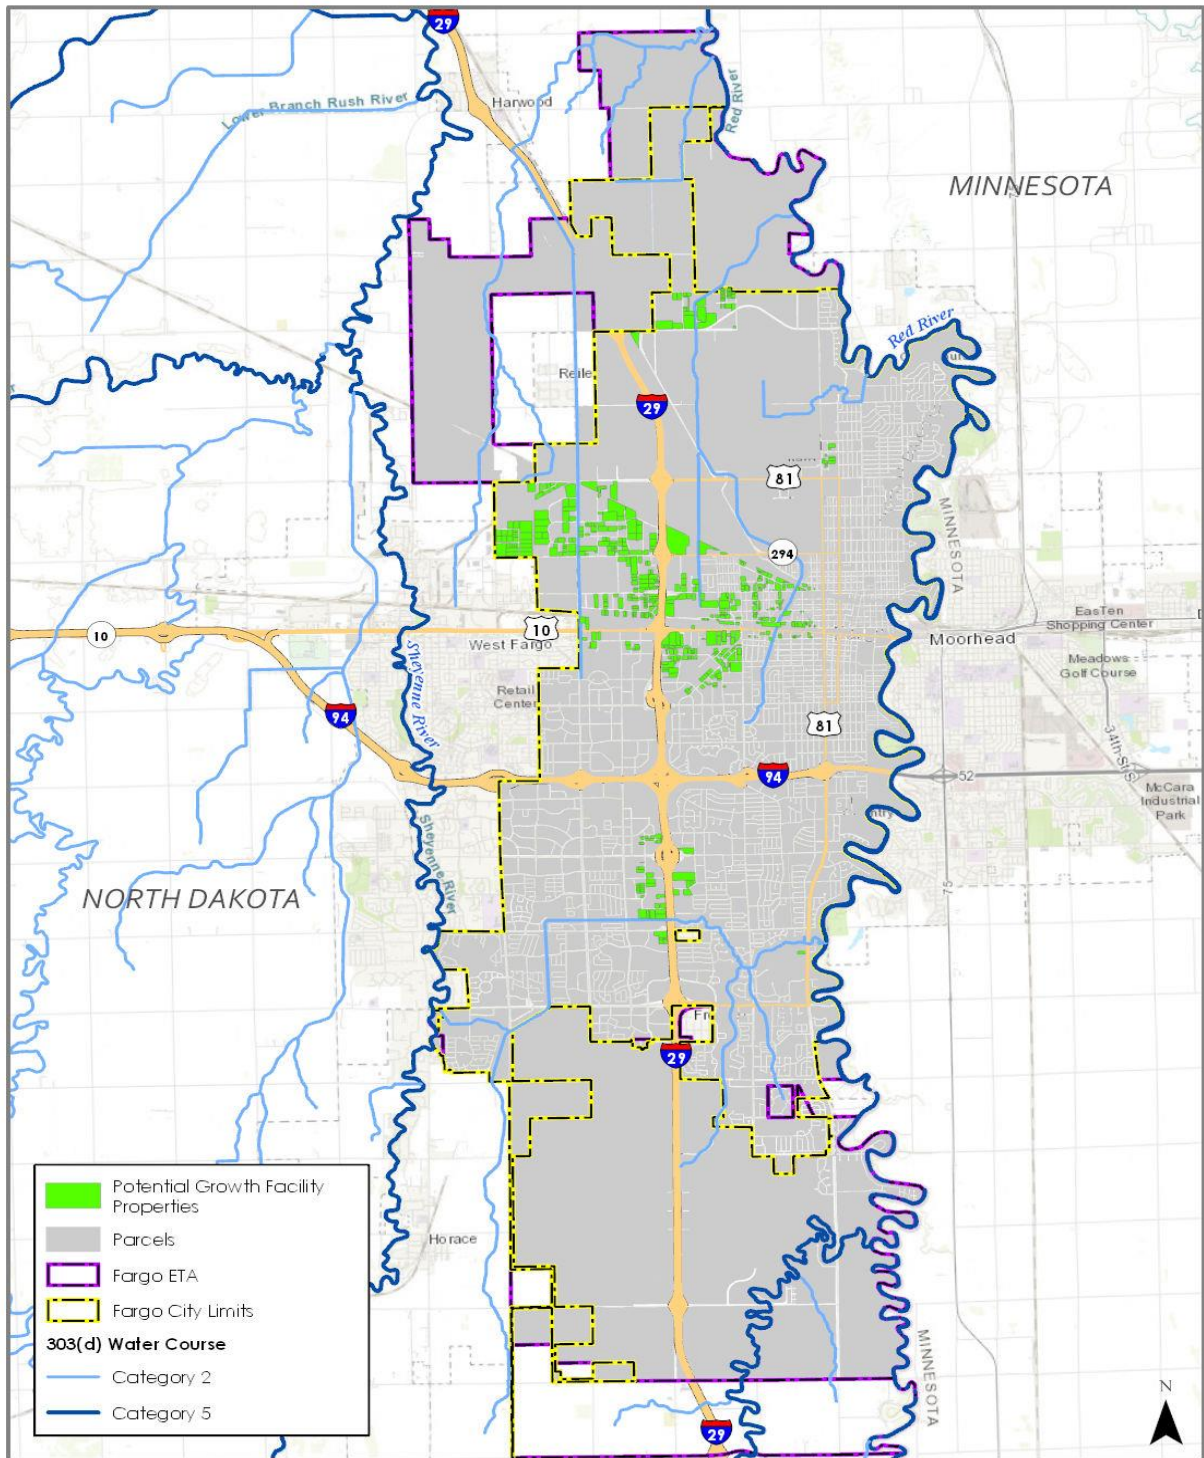 29
Harwood
Lower Branch Rush River
Red River
MINNESOTA
Red River
Reile
29
81
MINNESOTA
294
10
10
West Fargo
Moorhead
EasTen
Shopping Center
Meadows
Golf Course
Sheyenne River
Retail
Center
94
81
34th St S
94
52
McCara
Industrial
Park
Sheyenne River
NORTH DAKOTA
75
Fr
29
Horace
MINNESOTA
29
N
Potential Growth Facility
Properties
Parcels
Fargo ETA
Fargo City Limits
303(d) Water Course
Category 2
Category 5